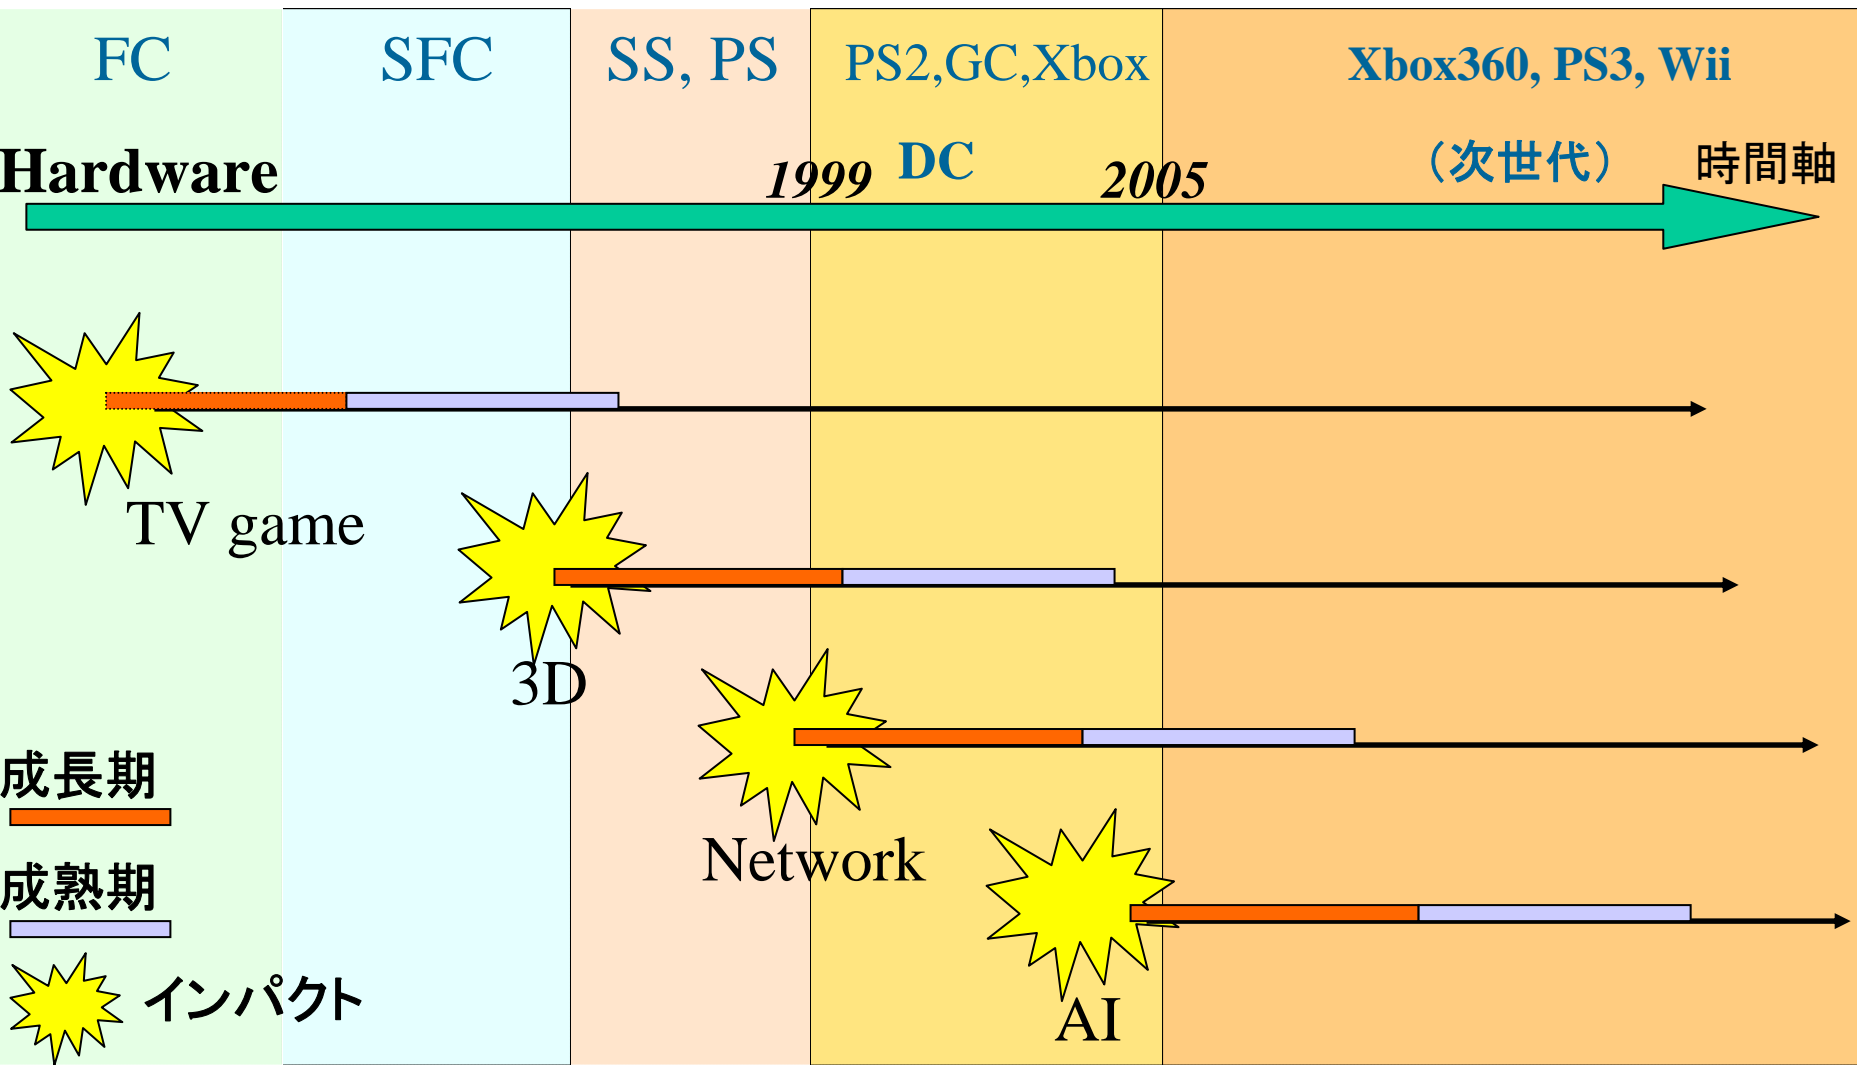 FC
SFC
SS, PS
PS2,GC,Xbox
Xbox360, PS3, Wii
Hardware
1999
DC
2005
(次世代)
時間軸
TV game
3D
Network
AI
成長期
成熟期
インパクト